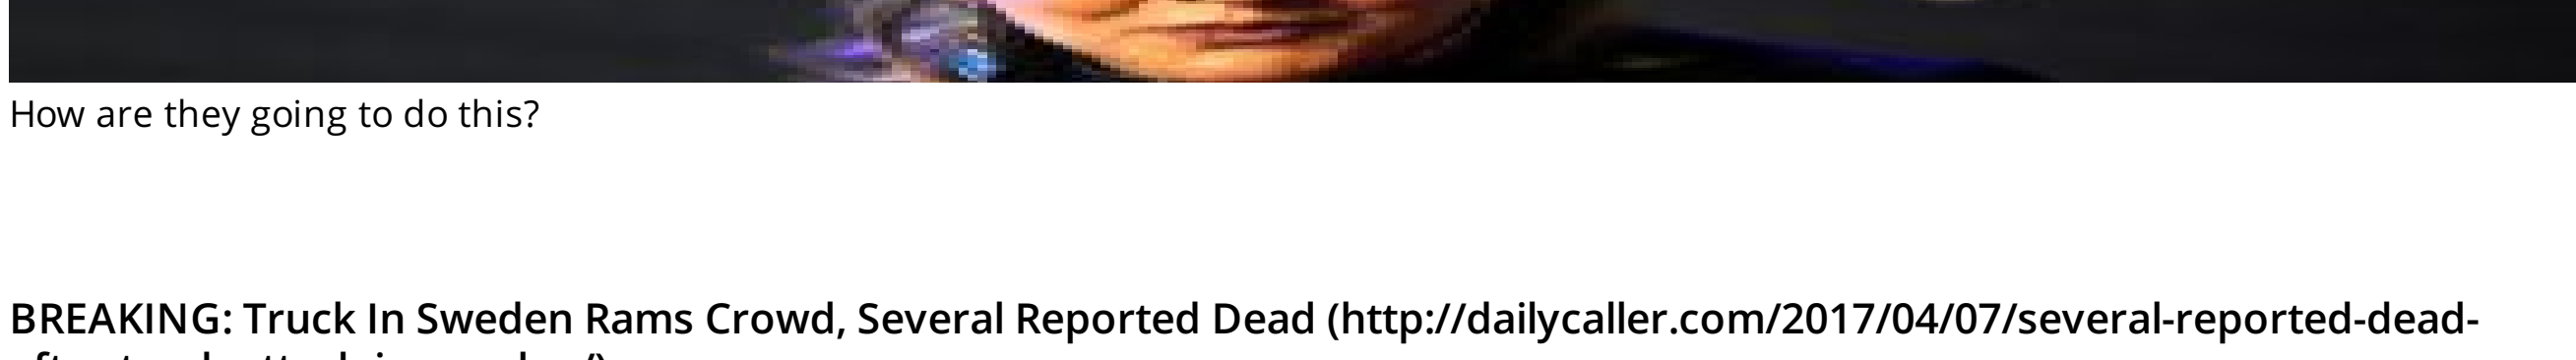 How are they going to do this?
BREAKING: Truck In Sweden Rams Crowd, Several Reported Dead (http://dailycaller.com/2017/04/07/several-reported-dead-